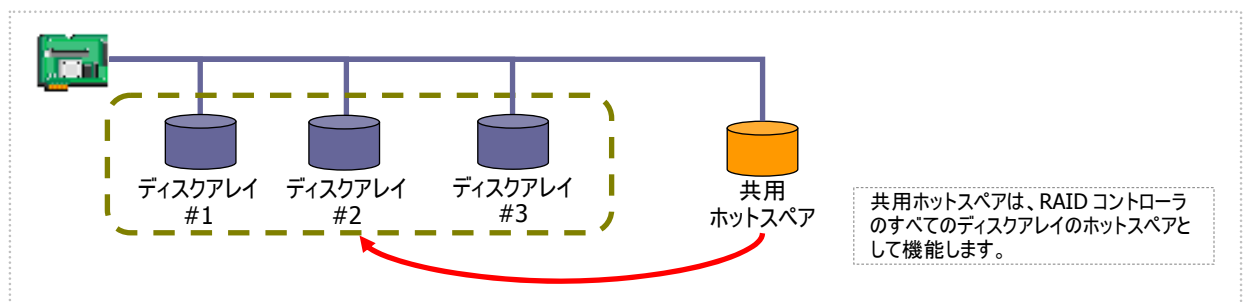 ディスクアレイ
#1
ディスクアレイ
#2
ディスクアレイ
#3
共用
ホットスペア
共用ホットスペアは、RAID コントローラ
のすべてのディスクアレイのホットスペアと
して機能します。